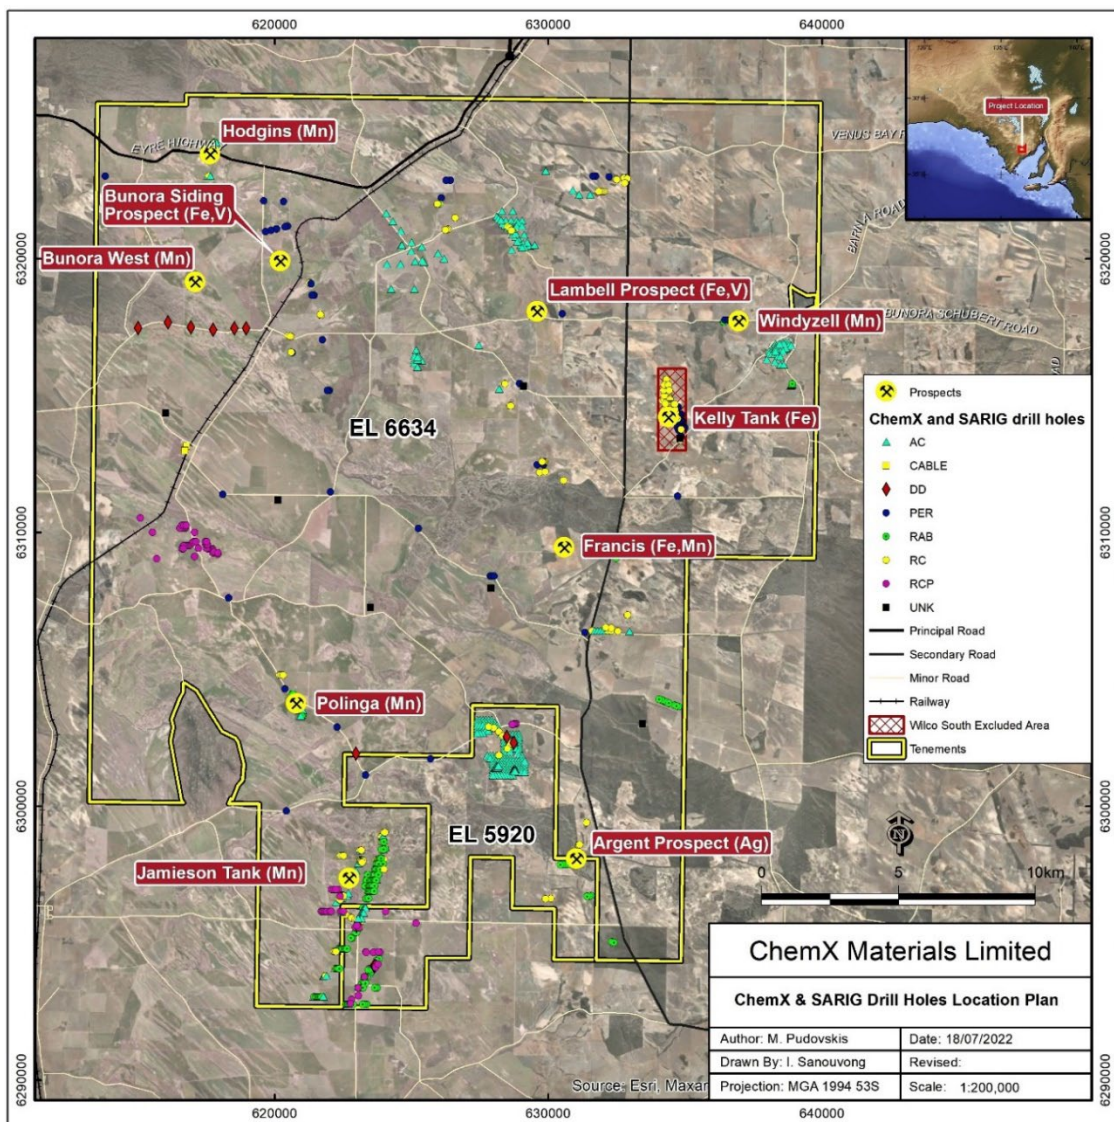 620000
630000
640000
Hodgins (Mn)
EYRE HIGHWAY
VENUS BAY
Project Location
Bunora Siding
Prospect (Fe,V)
Bunora West (Mn)
6320000
6320000
Lambell Prospect (Fe,V)
Windyzell (Mn)
BUNORA SCHUBERT ROAD
Kelly Tank (Fe)
EL 6634
Prospects
ChemX and SARIG drill holes
AC
CABLE
DD
PER
RAB
RC
RCP
UNK
Principal Road
Secondary Road
Minor Road
Railway
Wilco South Excluded Area
Tenements
6310000
6310000
Francis (Fe,Mn)
Polinga (Mn)
6300000
6300000
EL 5920
Argent Prospect (Ag)
Jamieson Tank (Mn)
N
0
5
10km
ChemX Materials Limited
ChemX & SARIG Drill Holes Location Plan
Author: M. Pudovskis
Date: 18/07/2022
Drawn By: I. Sanouvong
Revised:
Projection: MGA 1994 53S
Scale: 1:200,000
Source: Esri, Maxar
6290000
6290000
620000
630000
640000